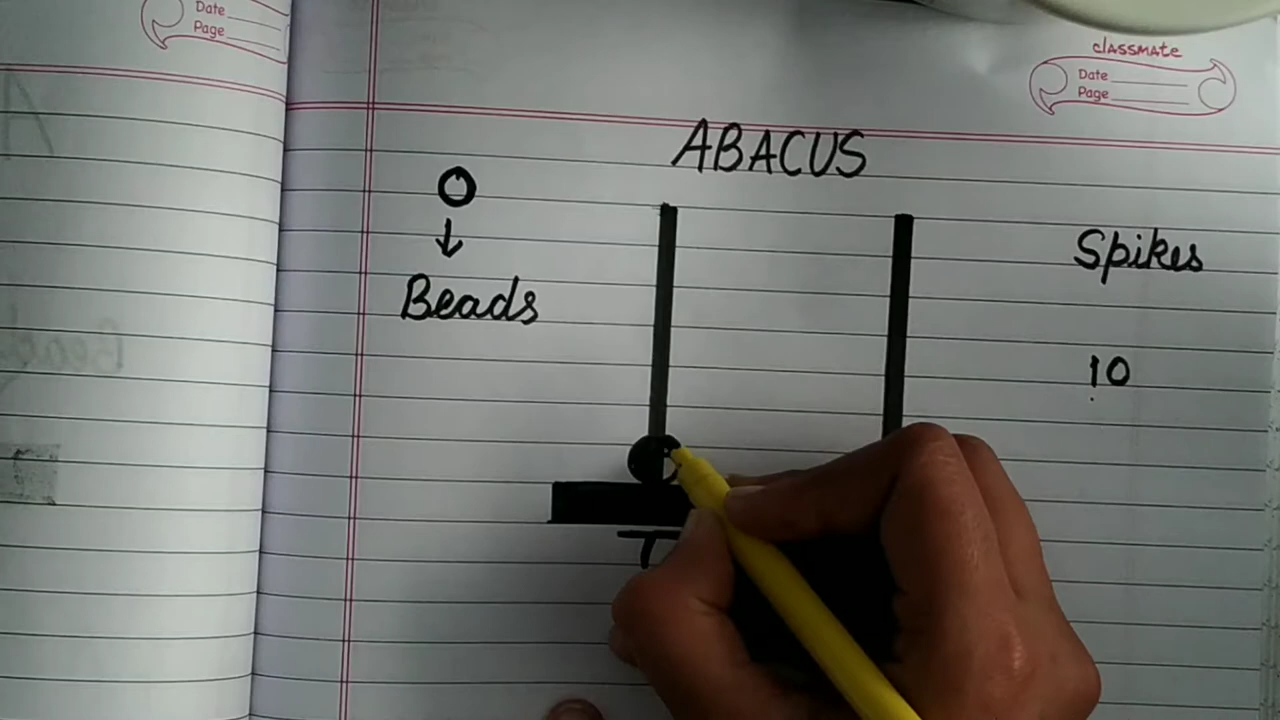 Date
Page
classmate
Date
Page
ABACUS
Beads
Spikes
10
T